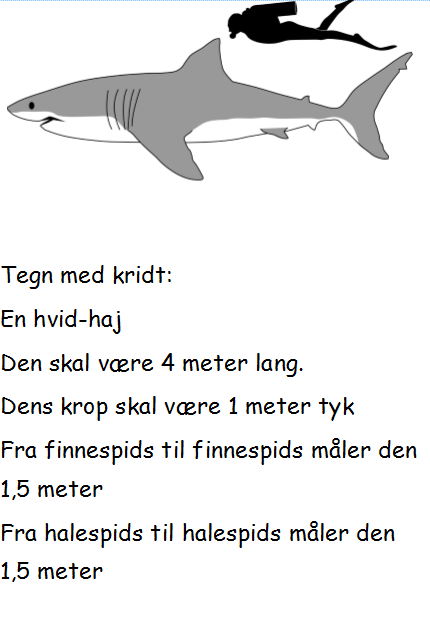 Tegn med kridt:
En hvid-haj
Den skal være 4 meter lang.
Dens krop skal være 1 meter tyk
Fra finnespids til finnespids måler den
1,5 meter
Fra halespids til halespids måler den
1,5 meter